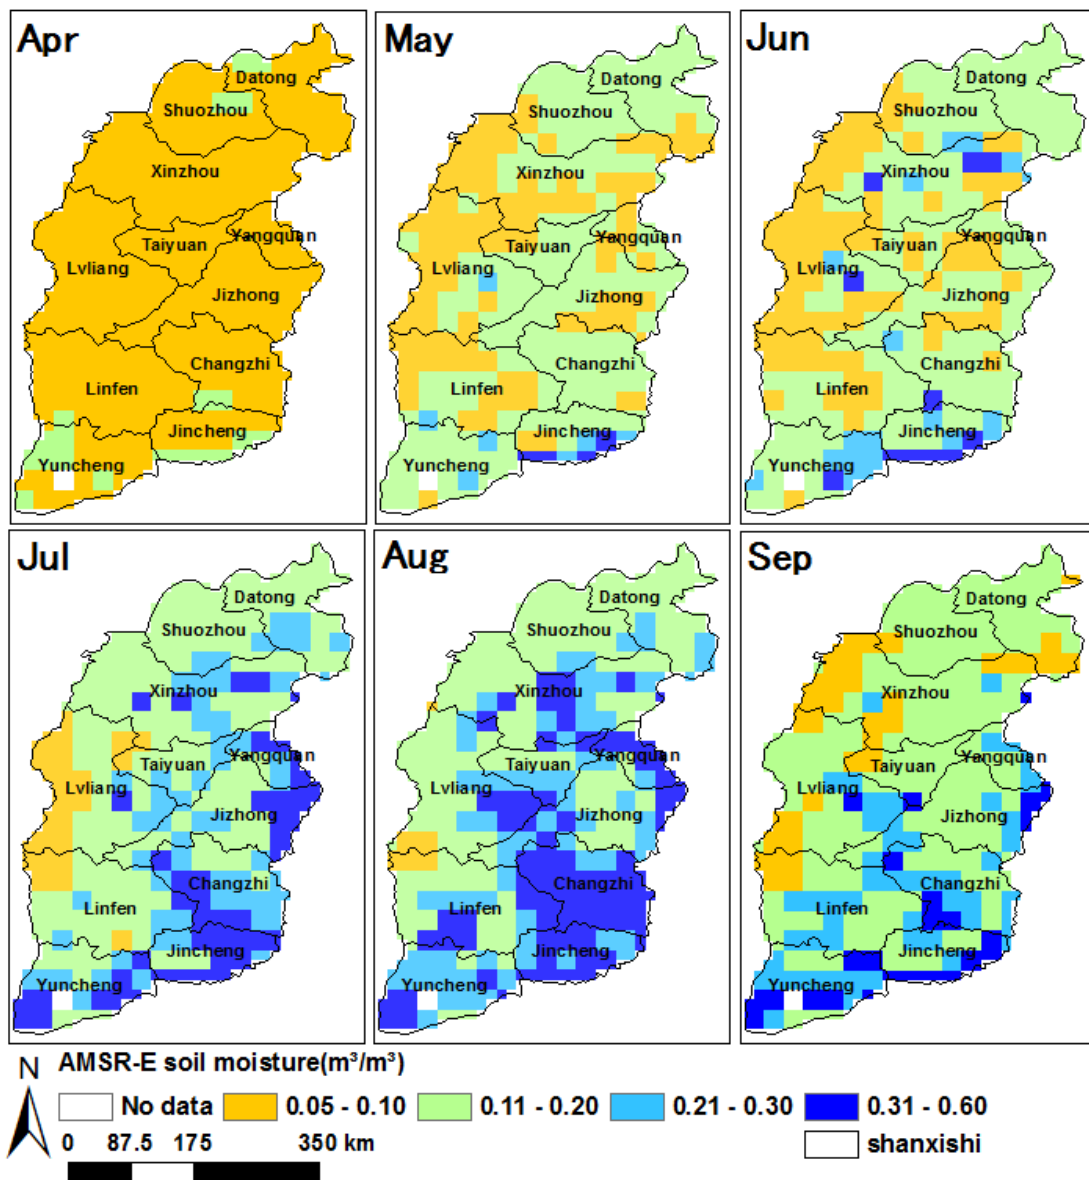 Apr
Datong
Shuozhou
Xinzhou
Taiyuan
Yangquan
Lvliang
Jizhong
Changzhi
Linfen
Jincheng
Yuncheng
May
Datong
Shuozhou
Xinzhou
Taiyuan
Yangquan
Lvliang
Jizhong
Changzhi
Linfen
Jincheng
Yuncheng
Jun
Datong
Shuozhou
Xinzhou
Taiyuan
Yangquan
Lvliang
Jizhong
Changzhi
Linfen
Jincheng
Yuncheng
Jul
Datong
Shuozhou
Xinzhou
Yangquan
Taiyuan
Lvliang
Jizhong
Changzhi
Linfen
Jincheng
Yuncheng
Aug
Datong
Shuozhou
Xinzhou
Yangquan
Taiyuan
Lvliang
Jizhong
Changzhi
Linfen
Jincheng
Yuncheng
Sep
Datong
Shuozhou
Xinzhou
Yangquan
Taiyuan
Lvliang
Jizhong
Changzhi
Linfen
Jincheng
Yuncheng
N
AMSR-E soil moisture(m³/m³)
No data 0.05 - 0.10 0.11 - 0.20 0.21 - 0.30 0.31 - 0.60
0 87.5 175 350 km
shanxishi